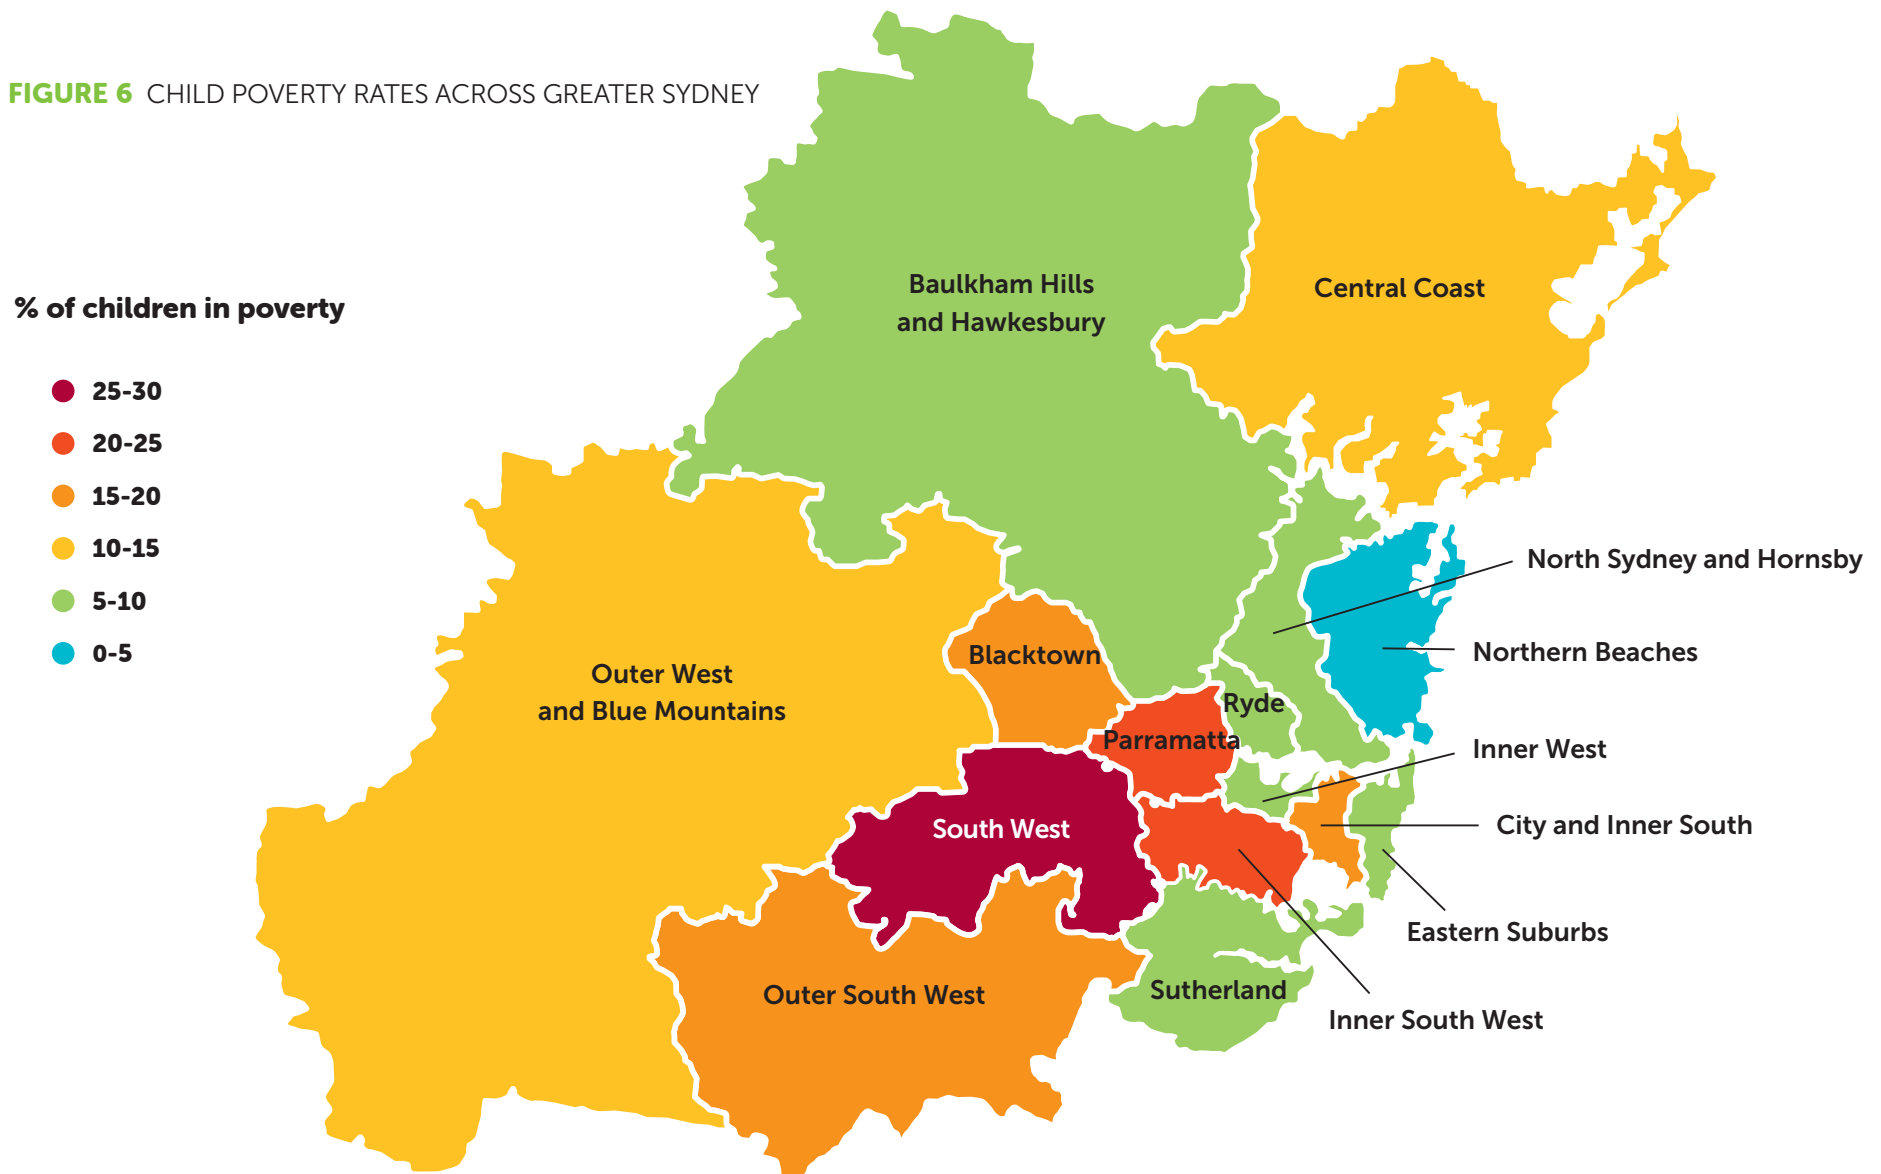 FIGURE 6 CHILD POVERTY RATES ACROSS GREATER SYDNEY
% of children in poverty
25-30
20-25
15-20
10-15
5-10
0-5
Baulkham Hills
and Hawkesbury
Central Coast
North Sydney and Hornsby
Northern Beaches
Blacktown
Outer West
and Blue Mountains
Ryde
Parramatta
Inner West
South West
City and Inner South
Eastern Suburbs
Outer South West
Sutherland
Inner South West